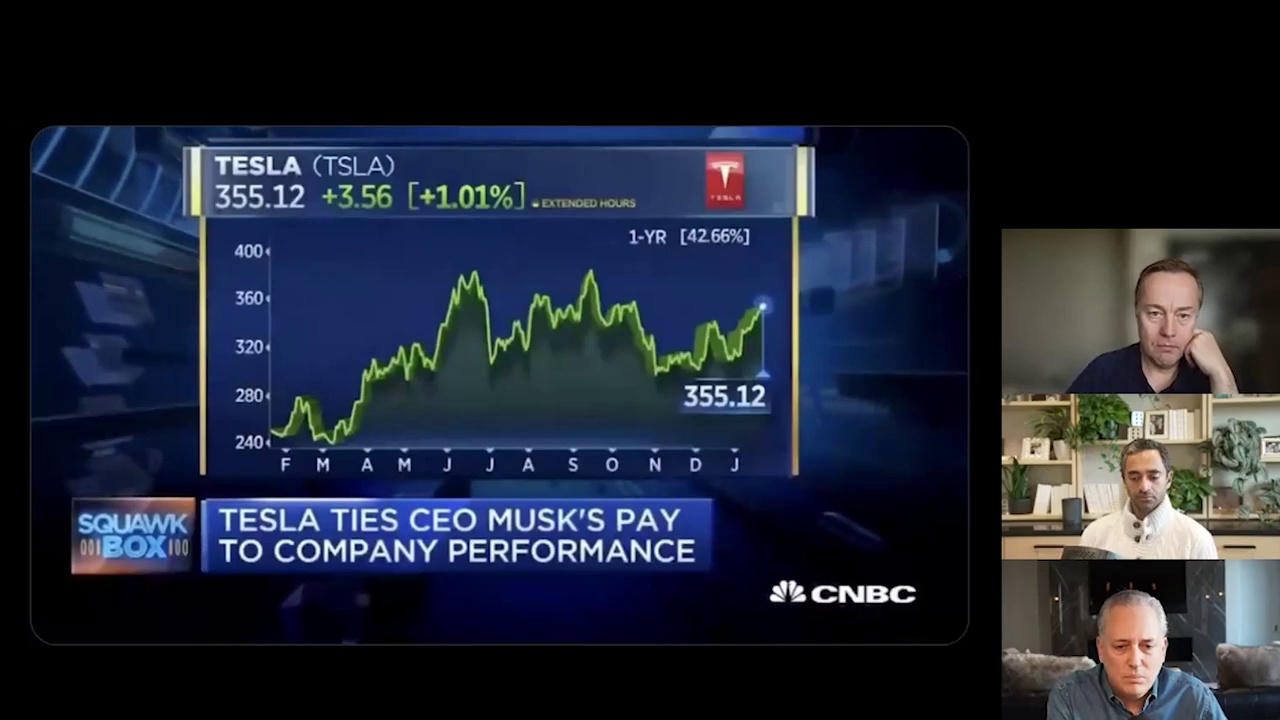 TESLA (TSLA)
355.12 +3.56 [+1.01%] EXTENDED HOURS
TESLA
1-YR [42.66%]
400
360
320
280
240
355.12
F M A M J J A S O N D J
SQUAWK
BOX
TESLA TIES CEO MUSK'S PAY
TO COMPANY PERFORMANCE
CNBC